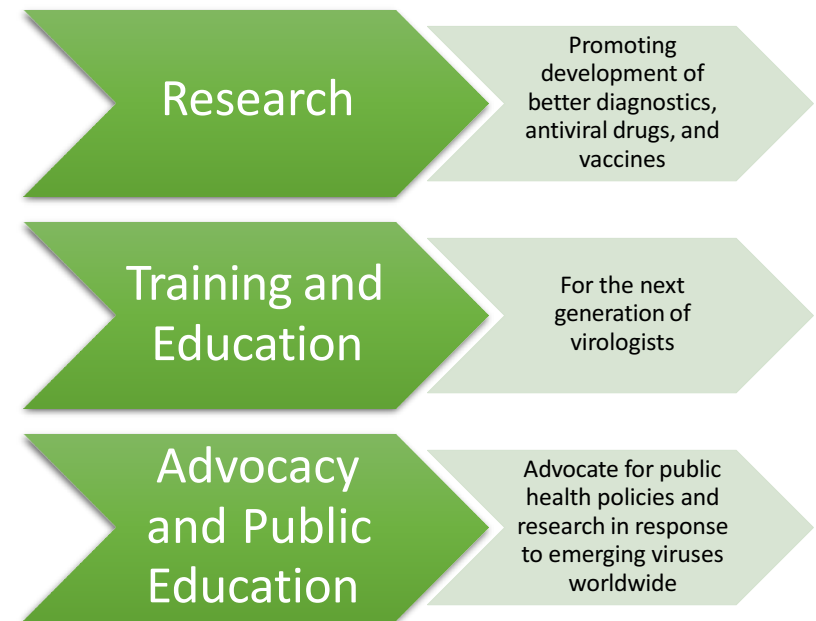 Research
Promoting
development of
better diagnostics,
antiviral drugs, and
vaccines
Training and
Education
For the next
generation of
virologists
Advocacy
and Public
Education
Advocate for public
health policies and
research in response
to emerging viruses
worldwide